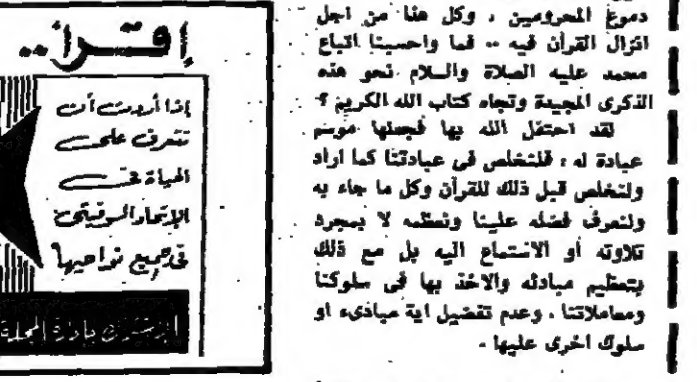 دموع المحرومين ، وكل هذا من اجل
انزال القرآن فيه .. فما واجبنا اتباع
محمد عليه الصلاة والسلام نحو هذه
الذكرى المجيدة وتجاه كتاب الله الكريم ؟
لقد احتفل الله بها فجعلها موسم
عبادة له ، فلنخلص فى عبادتنا كما اراد
ولنخلص قبل ذلك للقرآن وكل ما جاء به
ولنعرف فضله علينا ونعظمه لا بمجرد
تلاوته أو الاستماع اليه بل مع ذلك
بتعظيم مبادئه والاخذ بها فى سلوكنا
ومعاملاتنا . وعدم تفضيل اية مبادىء او
سلوك اخرى عليها .
إقرأ ..
إذا أردت أن
تتعرف على
الحياة فى
الإتحاد السوفيتى
فى جميع نواحيها